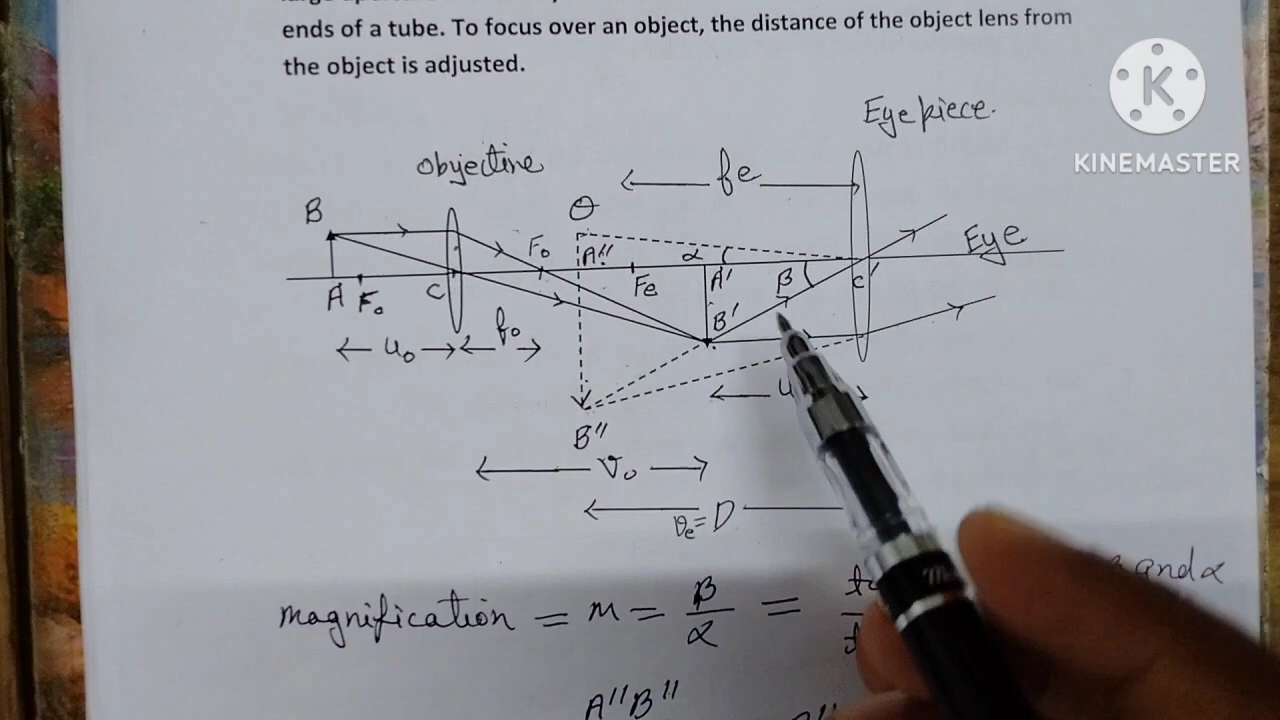 ends of a tube. To focus over an object, the distance of the object lens from
the object is adjusted.
K
KINEMASTER
Eyepiece.
Objective
fe
B
θ
Fo
A"
α
Eye
A
Fo
C
Fe
A'
β
C'
B'
uo
fo
u
B"
vo
ve = D
and α
magnification = m = β/α =
A"B"